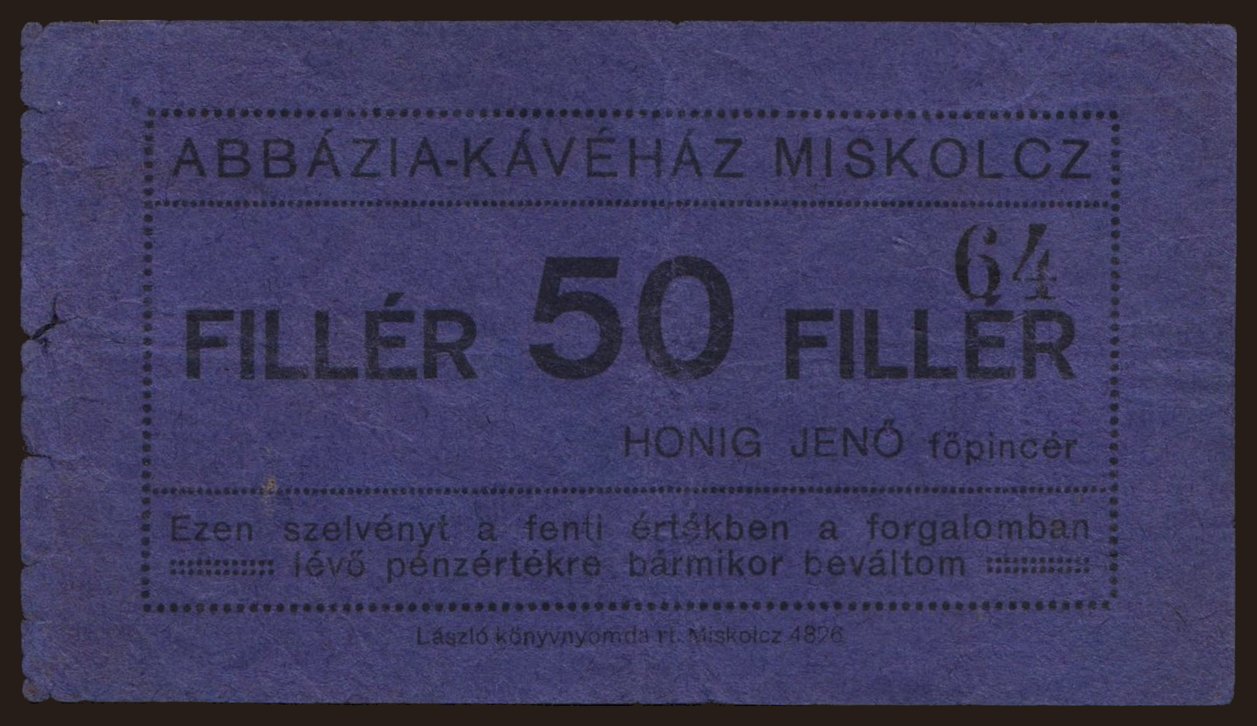 ABBÁZIA-KÁVÉHÁZ MISKOLCZ
64
FILLÉR 50 FILLÉR
HONIG JENŐ főpincér
Ezen szelvényt a fenti értékben a forgalomban
lévő pénzértékre bármikor beváltom
László könyvnyomda rt. Miskolcz 4826